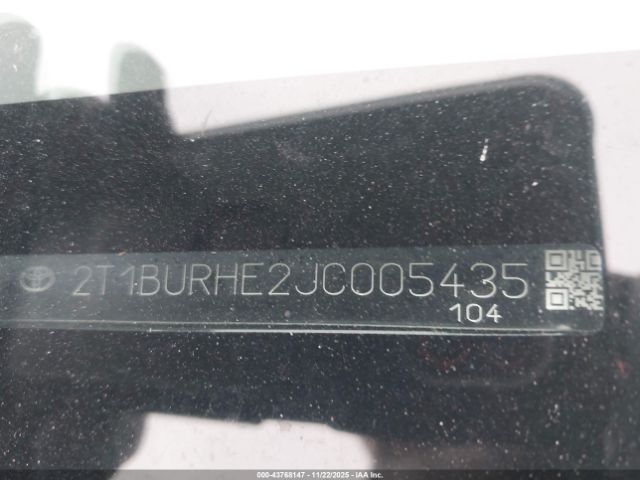 2T1BURHE2JC005435
104
000-43768147 - 11/22/2025 - © IAA Inc.